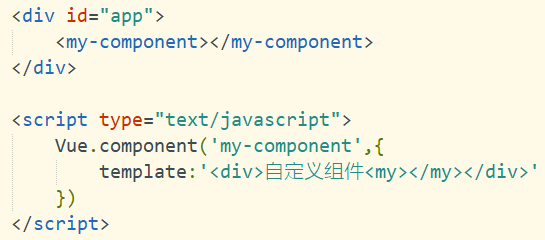 <div id="app">
    <my-component></my-component>
</div>

<script type="text/javascript">
    Vue.component('my-component',{
        template:'<div>自定义组件<my></my></div>'
    })
</script>